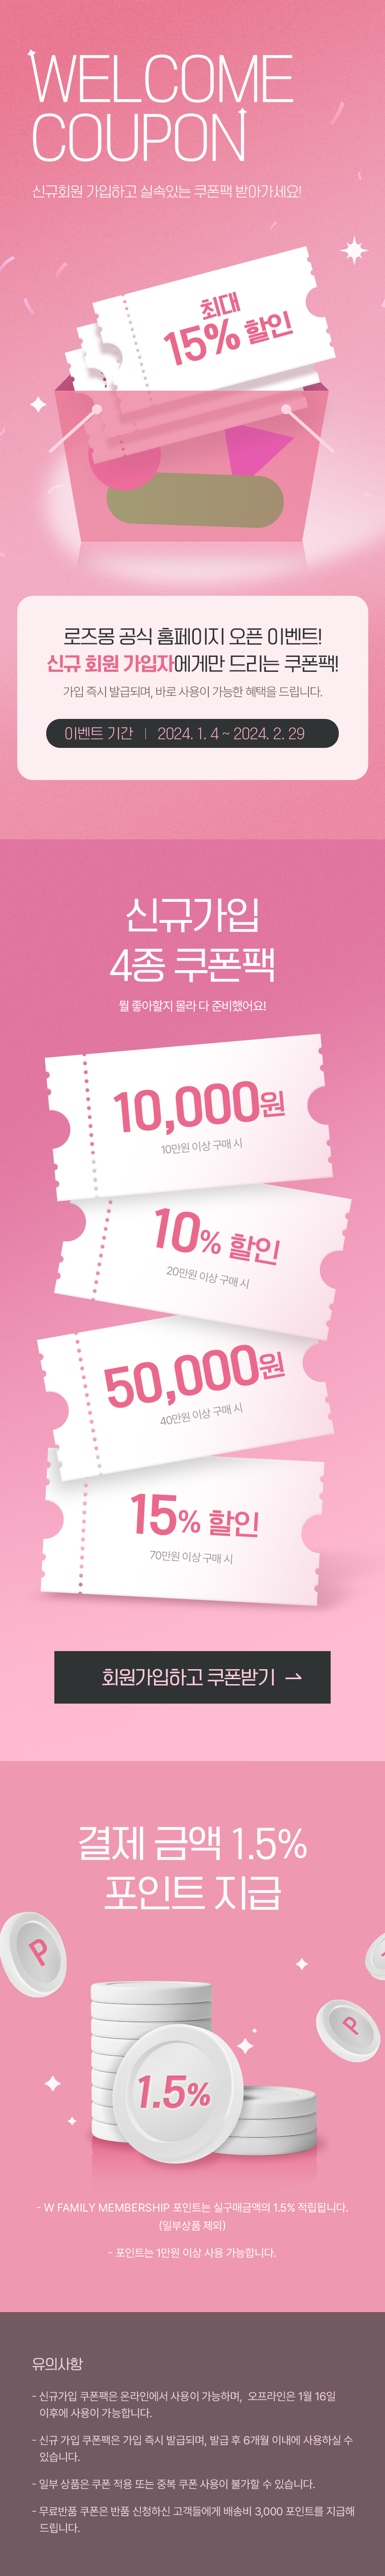 WELCOME
COUPON
신규회원 가입하고 실속있는 쿠폰팩 받아가세요!
최대
15% 할인
로즈몽 공식 홈페이지 오픈 이벤트!
신규 회원 가입자에게만 드리는 쿠폰팩!
가입 즉시 발급되며, 바로 사용이 가능한 혜택을 드립니다.
이벤트 기간 | 2024. 1. 4 ~ 2024. 2. 29
신규가입
4종 쿠폰팩
뭘 좋아할지 몰라 다 준비했어요!
10,000원
10만원 이상 구매 시
10% 할인
20만원 이상 구매 시
50,000원
40만원 이상 구매 시
15% 할인
70만원 이상 구매 시
회원가입하고 쿠폰받기 →
결제 금액 1.5%
포인트 지급
P
P
1.5%
- W FAMILY MEMBERSHIP 포인트는 실구매금액의 1.5% 적립됩니다.
(일부상품 제외)
- 포인트는 1만원 이상 사용 가능합니다.
유의사항
- 신규가입 쿠폰팩은 온라인에서 사용이 가능하며, 오프라인은 1월 16일
이후에 사용이 가능합니다.
- 신규 가입 쿠폰팩은 가입 즉시 발급되며, 발급 후 6개월 이내에 사용하실 수
있습니다.
- 일부 상품은 쿠폰 적용 또는 중복 쿠폰 사용이 불가할 수 있습니다.
- 무료반품 쿠폰은 반품 신청하신 고객들에게 배송비 3,000 포인트를 지급해
드립니다.